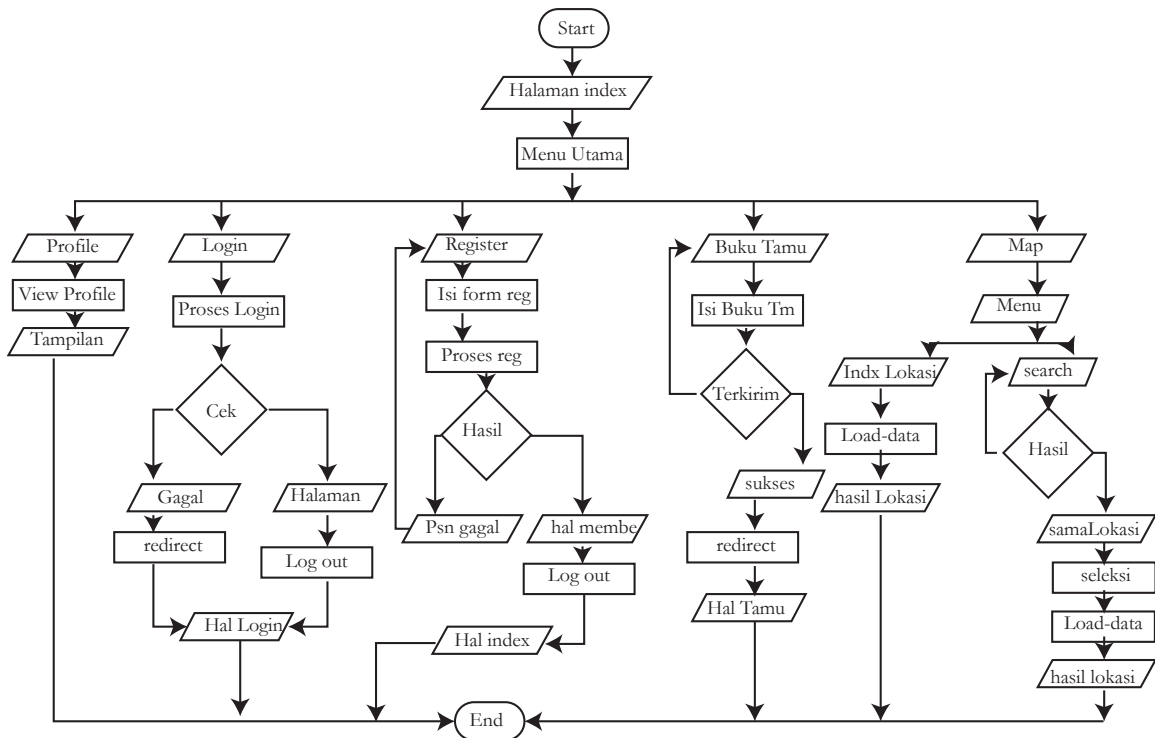 Start
Halaman index
Menu Utama
Profile
Login
Register
Buku Tamu
Map
View Profile
Proses Login
Isi form reg
Isi Buku Tm
Menu
Tampilan
Proses reg
Indx Lokasi
search
Cek
Hasil
Terkirim
Load-data
Hasil
Gagal
Halaman
Psn gagal
hal membe
sukses
hasil Lokasi
samaLokasi
redirect
Log out
Log out
redirect
seleksi
Hal Login
Hal index
Hal Tamu
Load-data
hasil lokasi
End